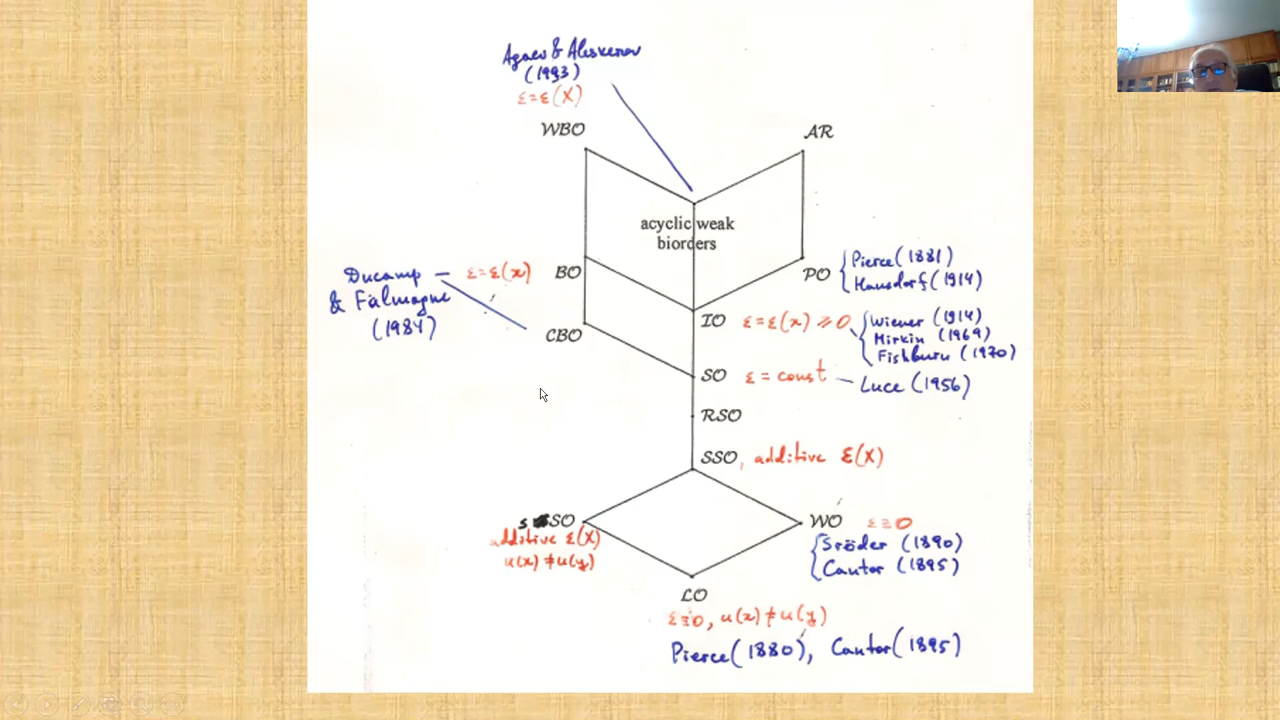 Agaev & Aleskerov
(1993)
ε=ε(X)
WBO
AR
acyclic weak
biorders
Ducamp
& Falmagne
(1984)
ε=ε(x)
BO
CBO
PO
Pierce (1881)
Hausdorf (1914)
IO
ε=ε(x) ≥ 0
Wiener (1914)
Mirkin (1969)
Fishburn (1970)
SO
ε = const
Luce (1956)
RSO
SSO, additive ε(X)
SO
additive ε(X)
u(x) ≠ u(y)
WO
ε≡0
Sröder (1890)
Cantor (1895)
LO
ε≡0, u(x) ≠ u(y)
Pierce (1880), Cantor (1895)